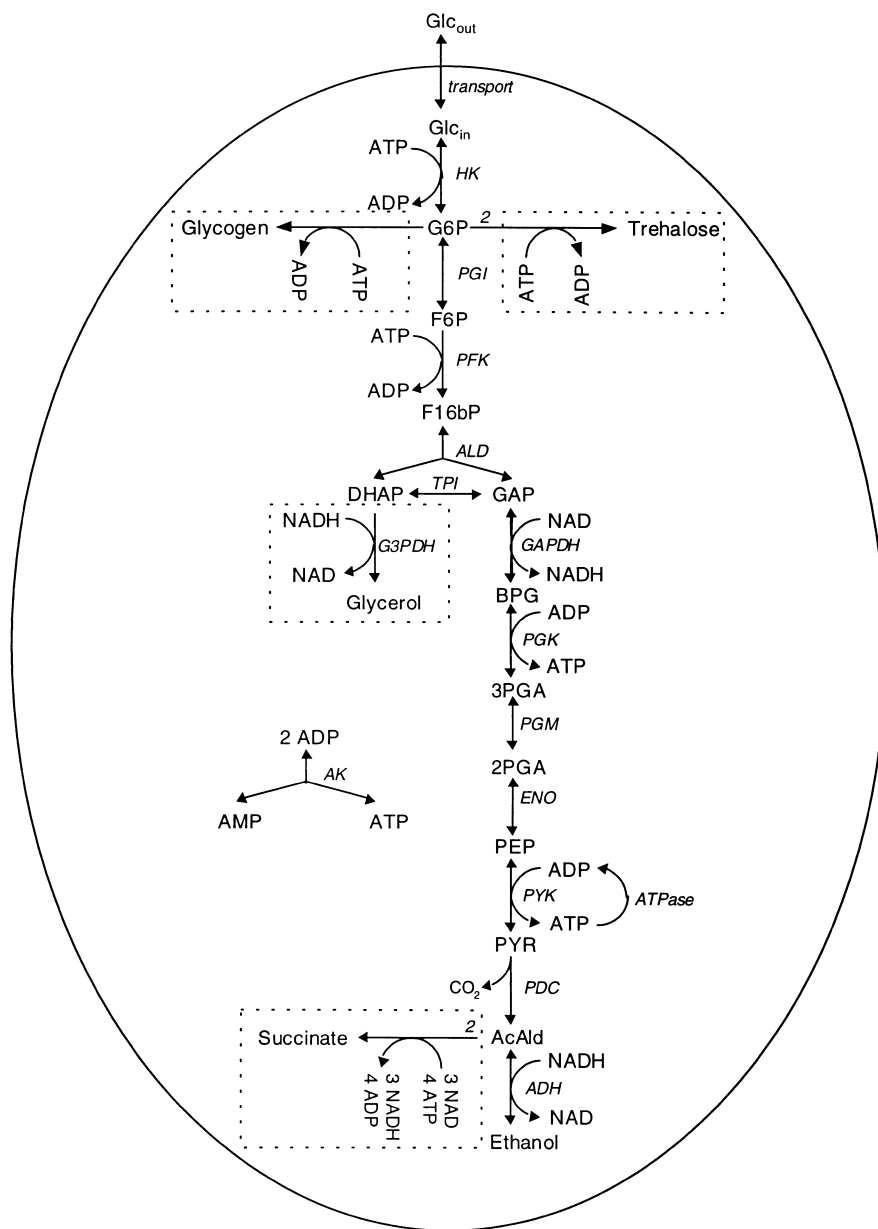 Glcout
transport
Glcin
ATP
HK
ADP
Glycogen
G6P
2
Trehalose
ADP
ATP
PGI
ATP
ADP
F6P
ATP
PFK
ADP
F16bP
ALD
DHAP
TPI
GAP
NADH
G3PDH
NAD
Glycerol
NAD
GAPDH
NADH
BPG
ADP
PGK
ATP
3PGA
PGM
2 ADP
AK
AMP
ATP
2PGA
ENO
PEP
ADP
PYK
ATP
ATPase
PYR
CO2
PDC
Succinate
2
AcAld
3 NADH
4 ADP
3 NAD
4 ATP
NADH
ADH
NAD
Ethanol